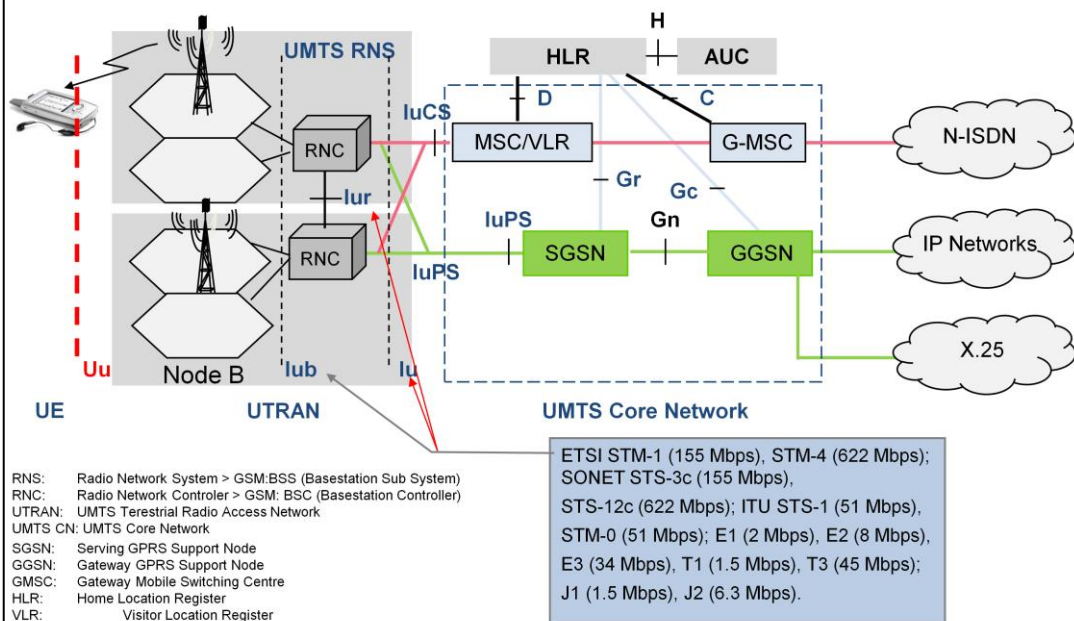 H
UMTS RNS
HLR
AUC
D
C
IuCS
RNC
MSC/VLR
G-MSC
N-ISDN
Iur
Gr
Gc
IuPS
Gn
RNC
SGSN
GGSN
IP Networks
IuPS
X.25
Uu
Node B
Iub
Iu
UE
UTRAN
UMTS Core Network
ETSI STM-1 (155 Mbps), STM-4 (622 Mbps);
SONET STS-3c (155 Mbps),
STS-12c (622 Mbps); ITU STS-1 (51 Mbps),
STM-0 (51 Mbps); E1 (2 Mbps), E2 (8 Mbps),
E3 (34 Mbps), T1 (1.5 Mbps), T3 (45 Mbps);
J1 (1.5 Mbps), J2 (6.3 Mbps).
RNS: Radio Network System > GSM:BSS (Basestation Sub System)
RNC: Radio Network Controler > GSM: BSC (Basestation Controller)
UTRAN: UMTS Terestrial Radio Access Network
UMTS CN: UMTS Core Network
SGSN: Serving GPRS Support Node
GGSN: Gateway GPRS Support Node
GMSC: Gateway Mobile Switching Centre
HLR: Home Location Register
VLR: Visitor Location Register